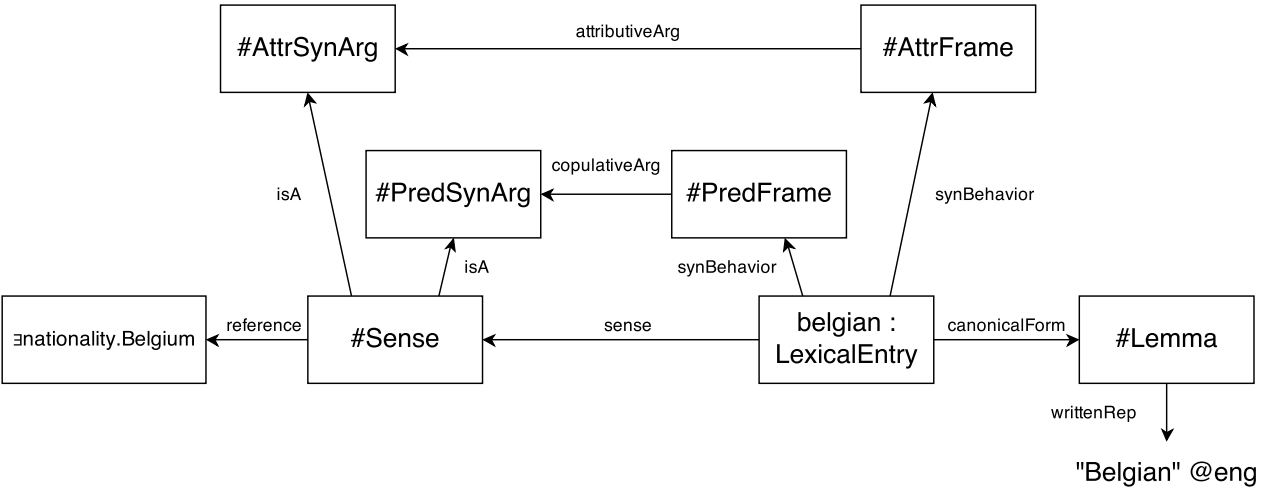 attributiveArg
#AttrSynArg
#AttrFrame
copulativeArg
#PredSynArg
#PredFrame
isA
synBehavior
isA
synBehavior
∃nationality.Belgium
reference
#Sense
sense
belgian :
LexicalEntry
canonicalForm
#Lemma
writtenRep
"Belgian" @eng